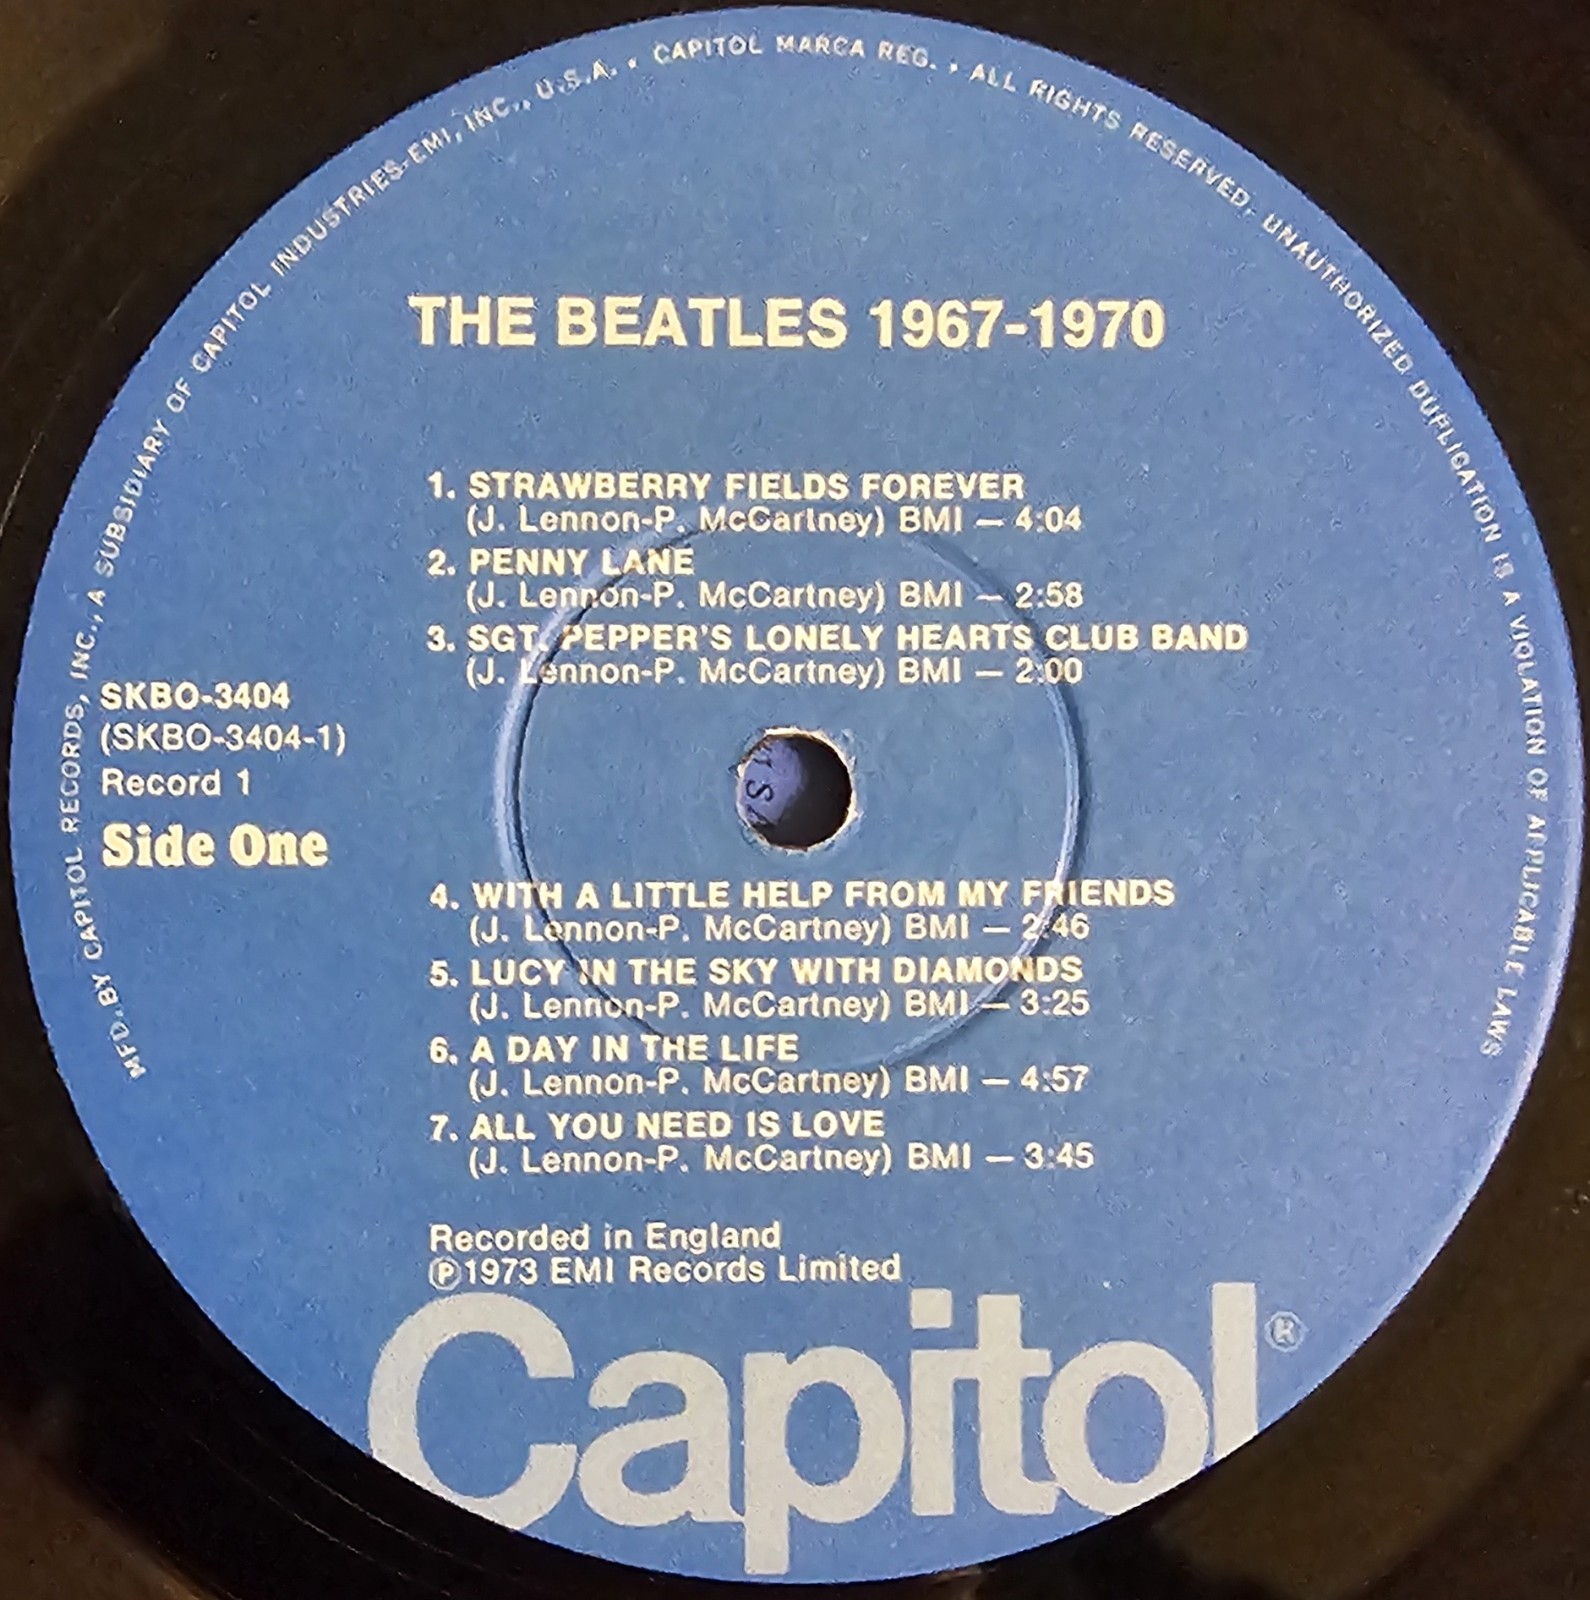 MFD. BY CAPITOL RECORDS, INC., A SUBSIDIARY OF CAPITOL INDUSTRIES-EMI, INC., U.S.A. • CAPITOL MARCA REG. • ALL RIGHTS RESERVED. UNAUTHORIZED DUPLICATION IS A VIOLATION OF APPLICABLE LAWS
THE BEATLES 1967-1970
1. STRAWBERRY FIELDS FOREVER
(J. Lennon-P. McCartney) BMI — 4:04
2. PENNY LANE
(J. Lennon-P. McCartney) BMI — 2:58
3. SGT. PEPPER'S LONELY HEARTS CLUB BAND
(J. Lennon-P. McCartney) BMI — 2:00
SKBO-3404
(SKBO-3404-1)
Record 1
Side One
4. WITH A LITTLE HELP FROM MY FRIENDS
(J. Lennon-P. McCartney) BMI — 2:46
5. LUCY IN THE SKY WITH DIAMONDS
(J. Lennon-P. McCartney) BMI — 3:25
6. A DAY IN THE LIFE
(J. Lennon-P. McCartney) BMI — 4:57
7. ALL YOU NEED IS LOVE
(J. Lennon-P. McCartney) BMI — 3:45
Recorded in England
℗1973 EMI Records Limited
Capitol®